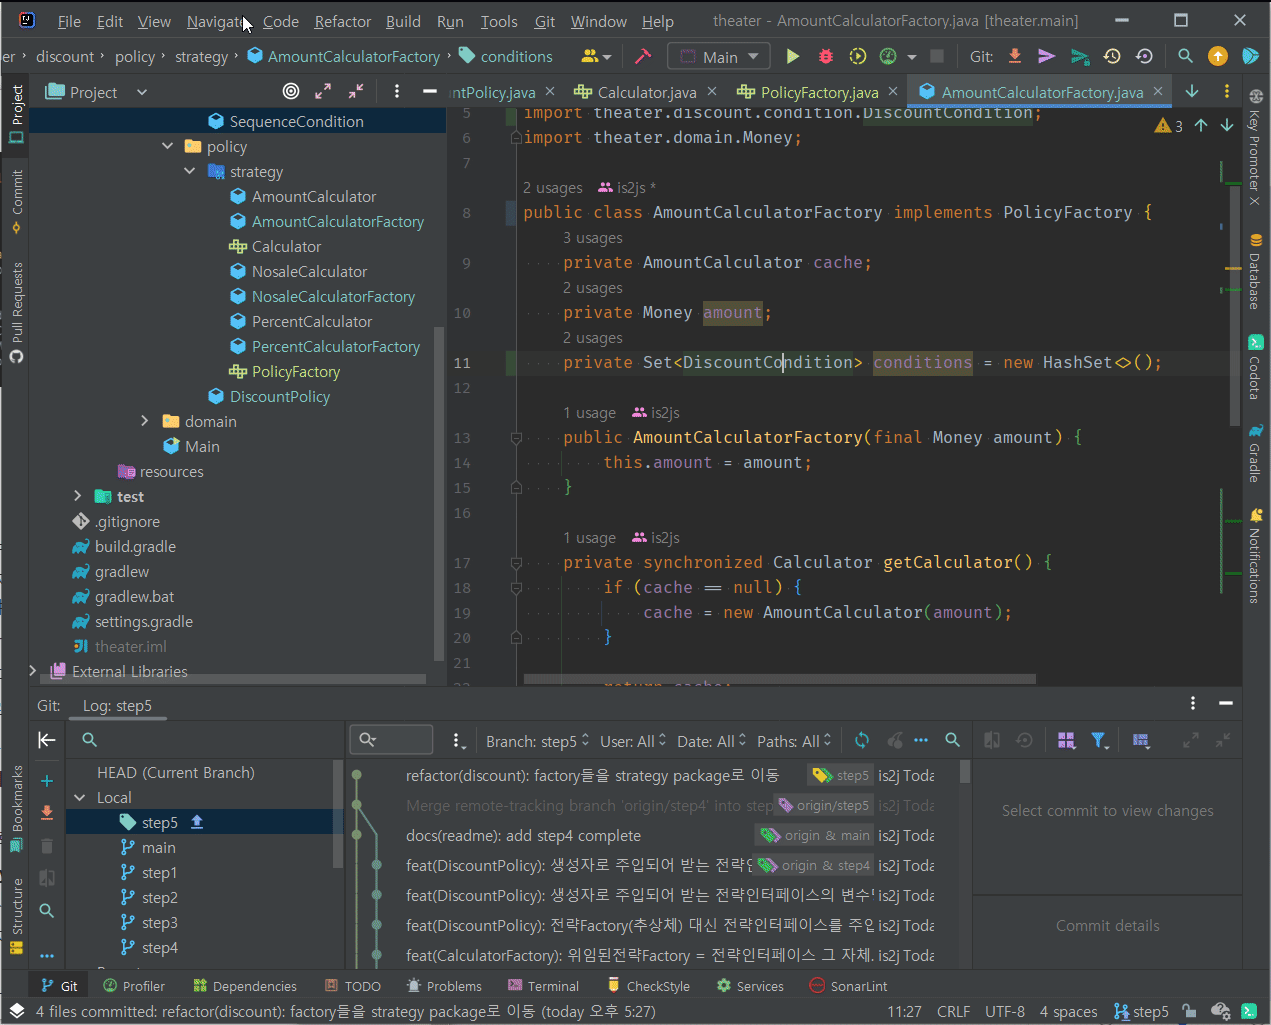 File Edit View Navigate Code Refactor Build Run Tools Git Window Help theater - AmountCalculatorFactory.java [theater.main]
er › discount › policy › strategy › AmountCalculatorFactory › conditions Main Git:
Project
ntPolicy.java Calculator.java PolicyFactory.java AmountCalculatorFactory.java
SequenceCondition
policy
strategy
AmountCalculator
AmountCalculatorFactory
Calculator
NosaleCalculator
NosaleCalculatorFactory
PercentCalculator
PercentCalculatorFactory
PolicyFactory
DiscountPolicy
domain
Main
resources
test
.gitignore
build.gradle
gradlew
gradlew.bat
settings.gradle
theater.iml
External Libraries
5 import theater.discount.condition.DiscountCondition;
3
6 import theater.domain.Money;
7
2 usages is2js *
8 public class AmountCalculatorFactory implements PolicyFactory {
3 usages
9 private AmountCalculator cache;
2 usages
10 private Money amount;
2 usages
11 private Set<DiscountCondition> conditions = new HashSet<>();
12
1 usage is2js
13 public AmountCalculatorFactory(final Money amount) {
14 this.amount = amount;
15 }
16
1 usage is2js
17 private synchronized Calculator getCalculator() {
18 if (cache == null) {
19 cache = new AmountCalculator(amount);
20 }
21
22 return cache;
Project
Commit
Pull Requests
Bookmarks
Structure
Key Promoter X
Database
Codota
Gradle
Notifications
Git: Log: step5
Branch: step5 User: All Date: All Paths: All
HEAD (Current Branch)
Local
step5
main
step1
step2
step3
step4
refactor(discount): factory들을 strategy package로 이동 step5 is2j Toda
Merge remote-tracking branch 'origin/step4' into step origin/step5 is2j Toda
docs(readme): add step4 complete origin & main is2j Toda
feat(DiscountPolicy): 생성자로 주입되어 받는 전략인 origin & step4 is2j Toda
feat(DiscountPolicy): 생성자로 주입되어 받는 전략인터페이스의 변수 is2j Toda
feat(DiscountPolicy): 전략Factory(추상체) 대신 전략인터페이스를 주입 is2j Toda
feat(CalculatorFactory): 위임된전략Factory = 전략인터페이스 그 자체. is2j Toda
Select commit to view changes
Commit details
Git Profiler Dependencies TODO Problems Terminal CheckStyle Services SonarLint
4 files committed: refactor(discount): factory들을 strategy package로 이동 (today 오후 5:27) 11:27 CRLF UTF-8 4 spaces step5